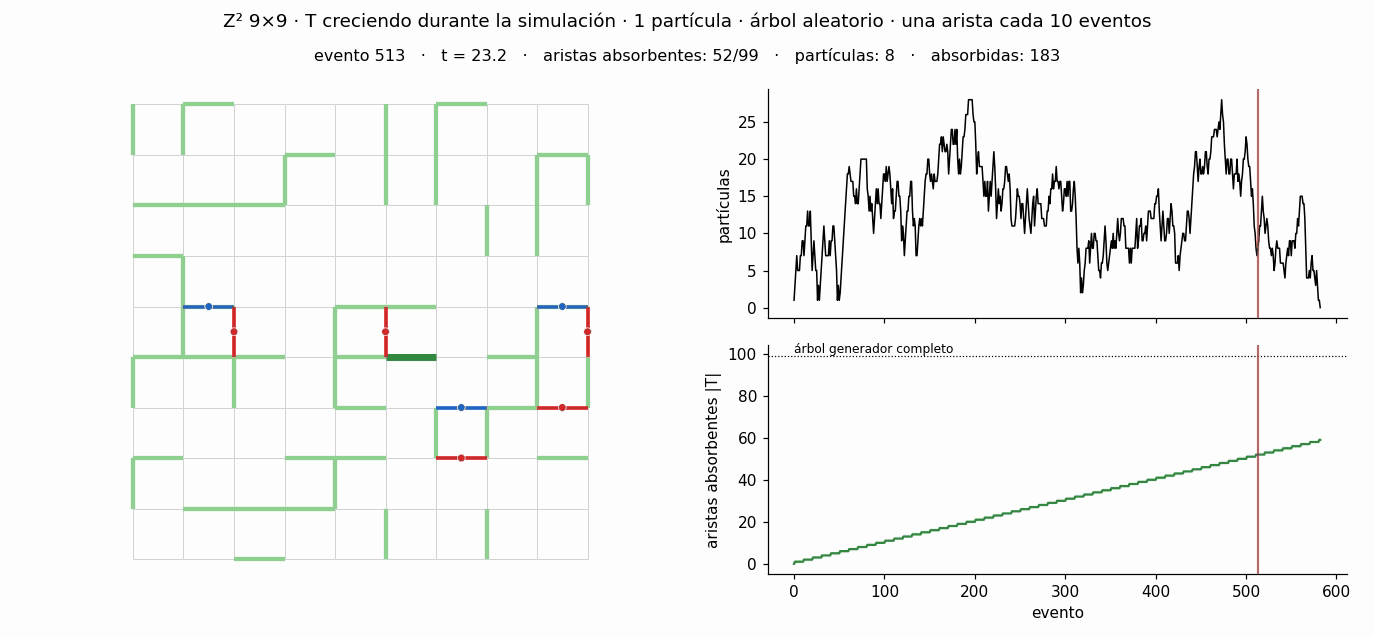 Z² 9×9 · T creciendo durante la simulación · 1 partícula · árbol aleatorio · una arista cada 10 eventos
evento 513 · t = 23.2 · aristas absorbentes: 52/99 · partículas: 8 · absorbidas: 183
partículas
25
20
15
10
5
0
aristas absorbentes |T|
árbol generador completo
100
80
60
40
20
0
0 100 200 300 400 500 600
evento